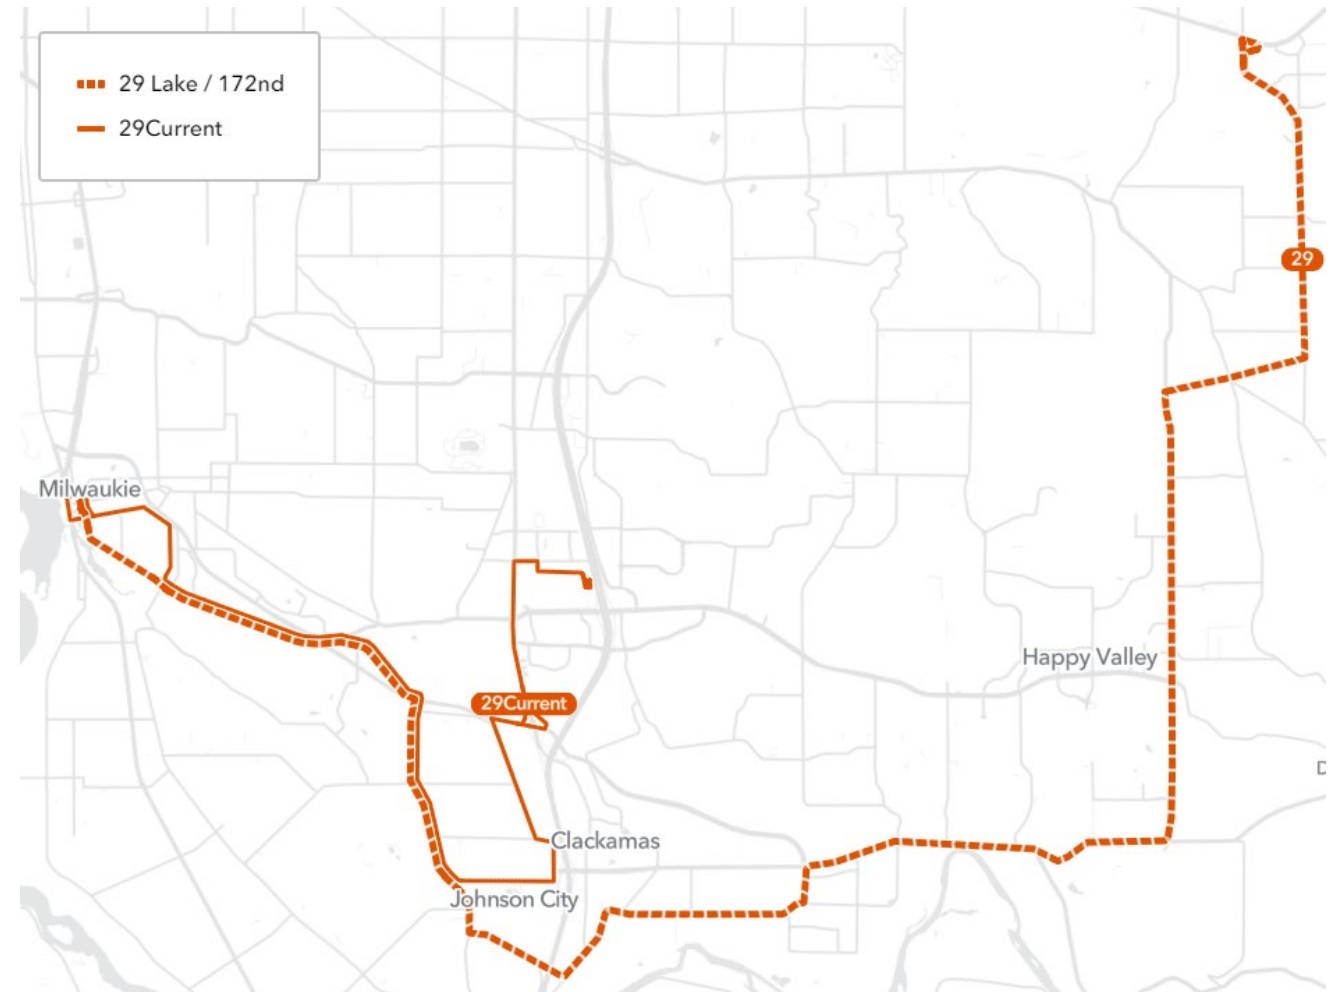 29 Lake / 172nd
29Current
29
Milwaukie
Happy Valley
29Current
D
Clackamas
Johnson City